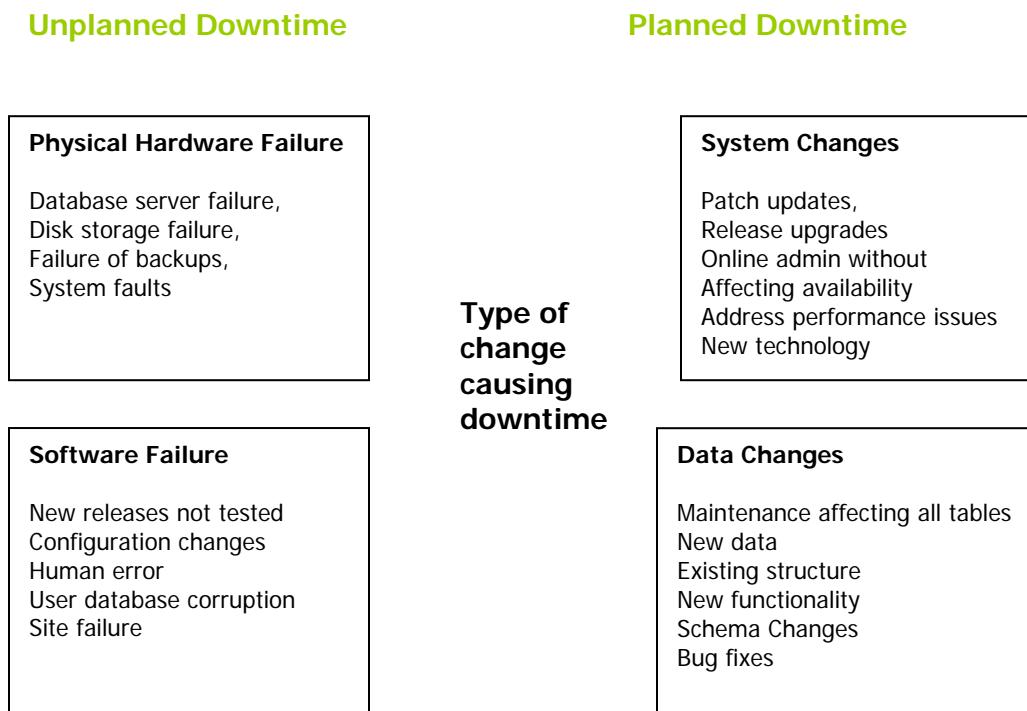 Unplanned Downtime
Planned Downtime
Physical Hardware Failure
Database server failure,
Disk storage failure,
Failure of backups,
System faults
System Changes
Patch updates,
Release upgrades
Online admin without
Affecting availability
Address performance issues
New technology
Type of
change
causing
downtime
Software Failure
New releases not tested
Configuration changes
Human error
User database corruption
Site failure
Data Changes
Maintenance affecting all tables
New data
Existing structure
New functionality
Schema Changes
Bug fixes